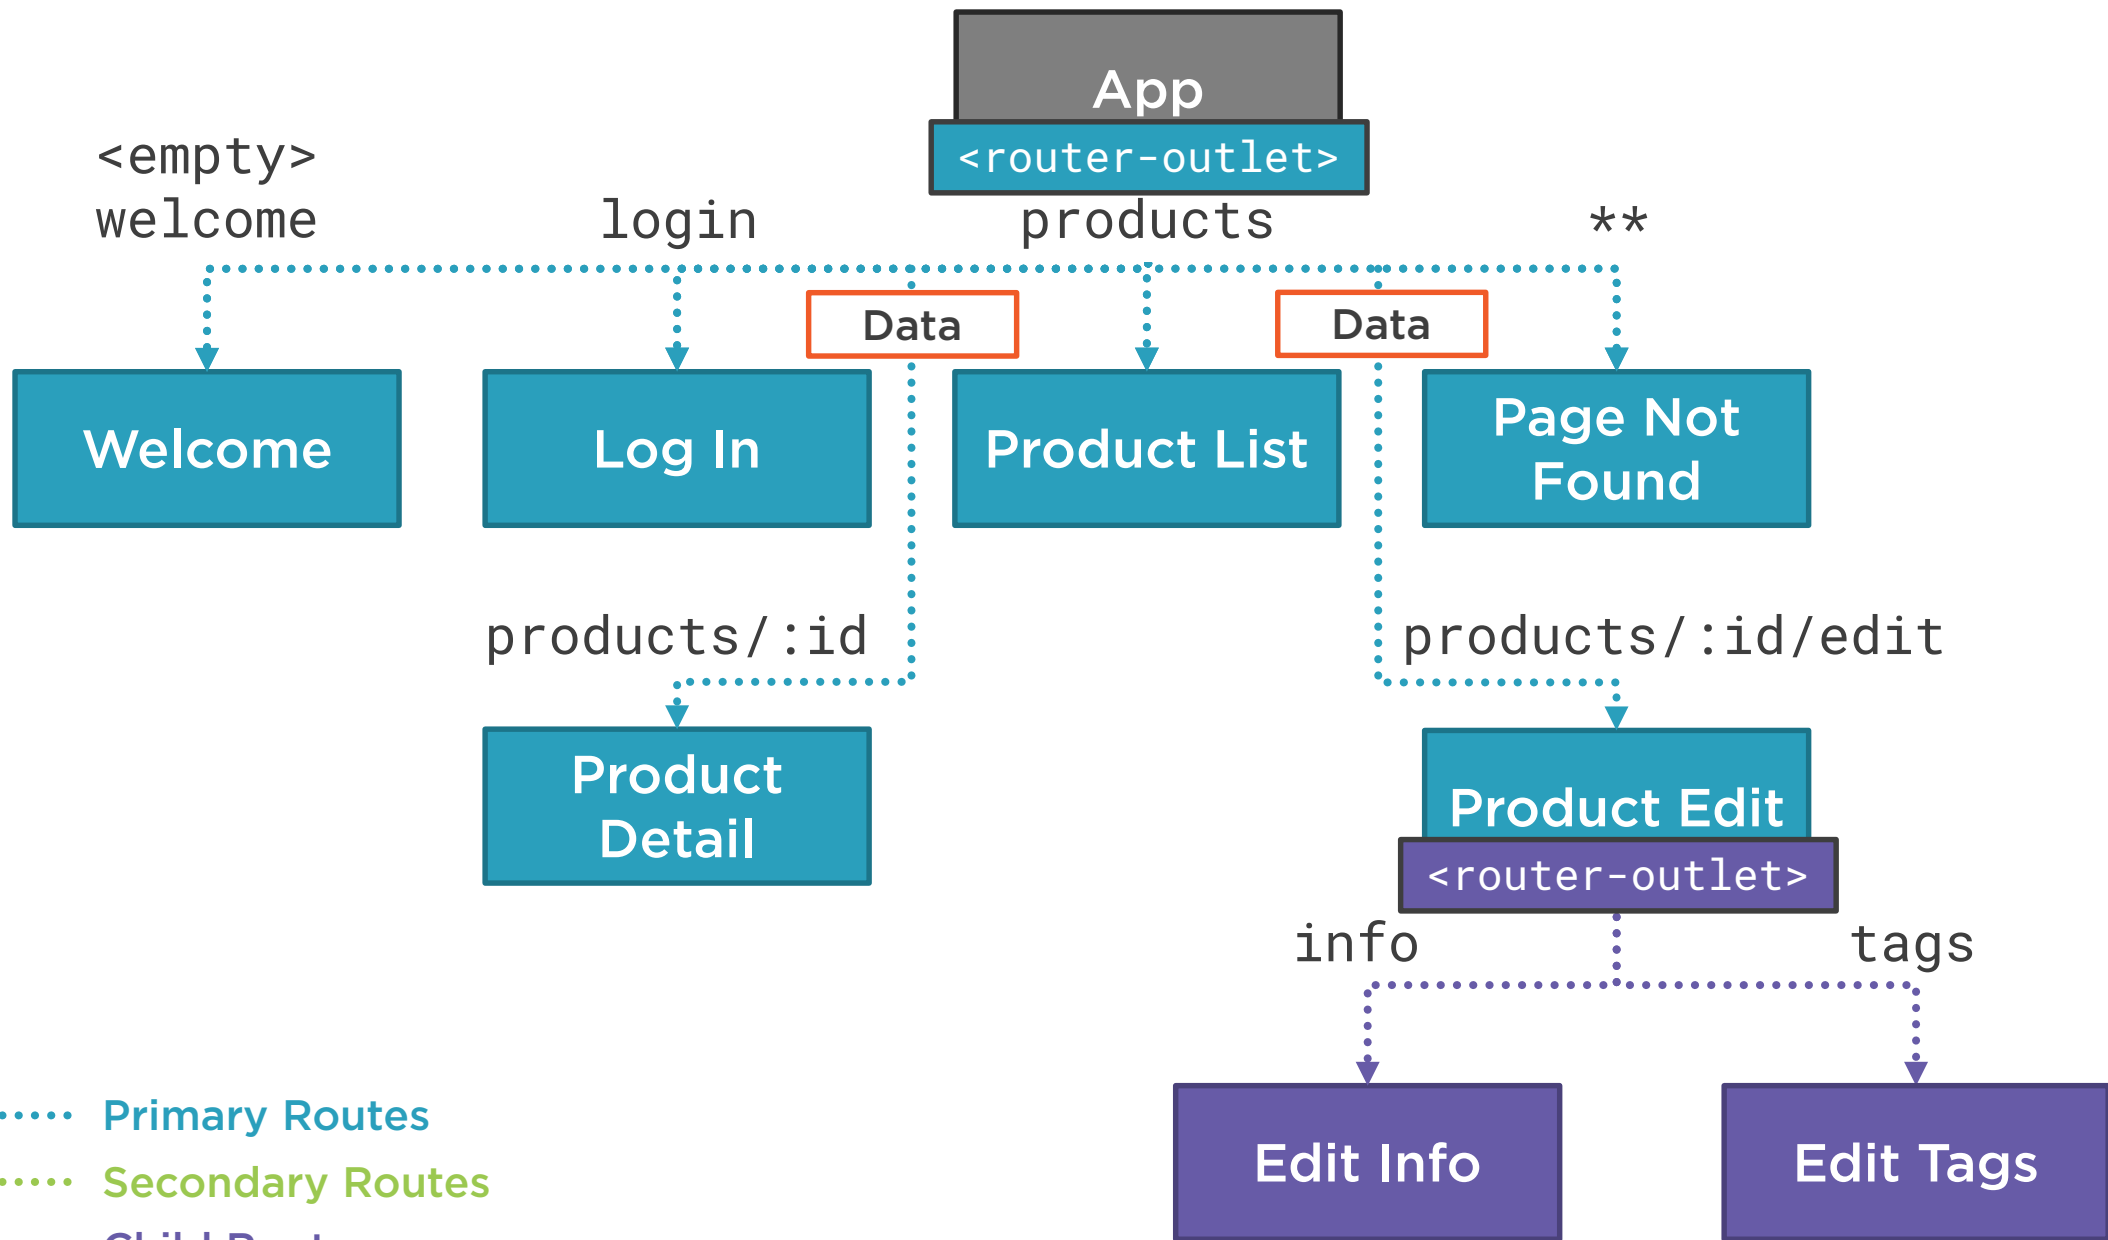 App
<router-outlet>
<empty>
welcome
login
products
**
Data
Data
Welcome
Log In
Product List
Page Not
Found
products/:id
products/:id/edit
Product
Detail
Product Edit
<router-outlet>
info
tags
Edit Info
Edit Tags
Primary Routes
Secondary Routes